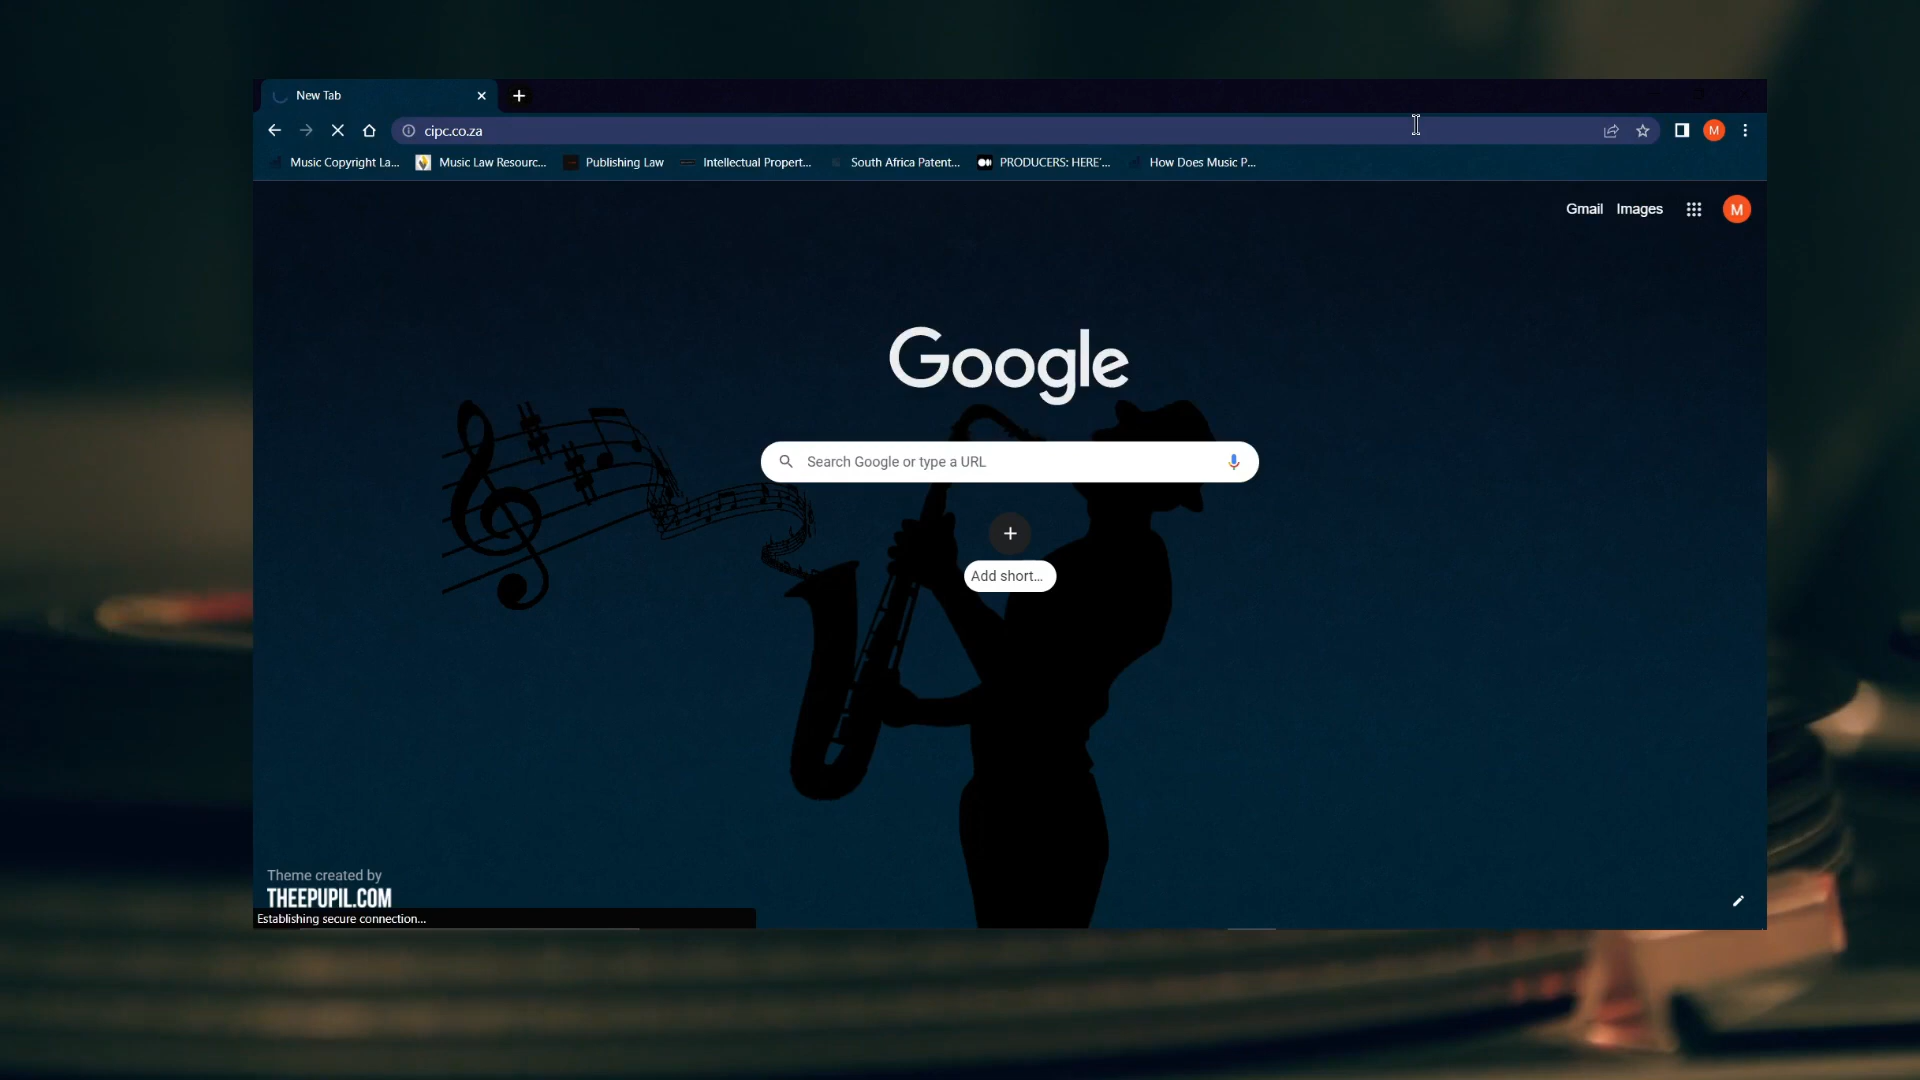 New Tab
cipc.co.za
Music Copyright La...
Music Law Resourc...
Publishing Law
Intellectual Propert...
South Africa Patent...
PRODUCERS: HERE'...
How Does Music P...
Gmail
Images
M
M
Google
Search Google or type a URL
Add short...
Theme created by
THEEPUPIL.COM
Establishing secure connection...